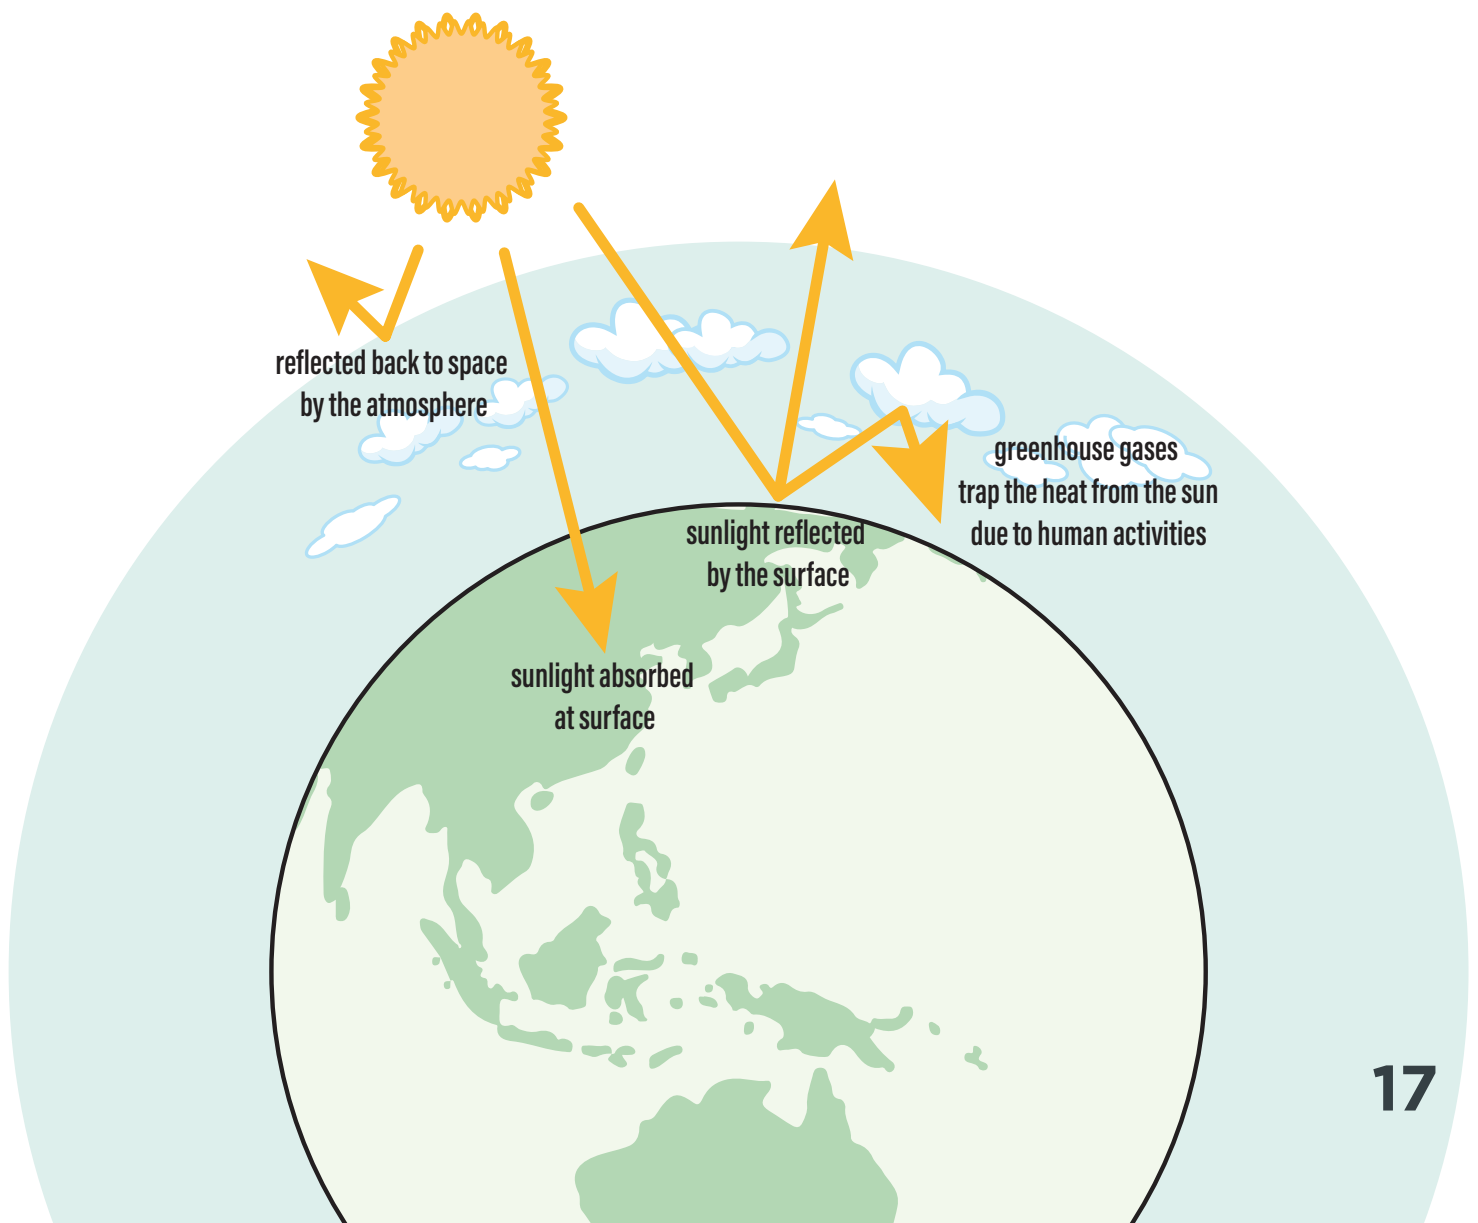 reflected back to space
by the atmosphere
greenhouse gases
trap the heat from the sun
due to human activities
sunlight reflected
by the surface
sunlight absorbed
at surface
17